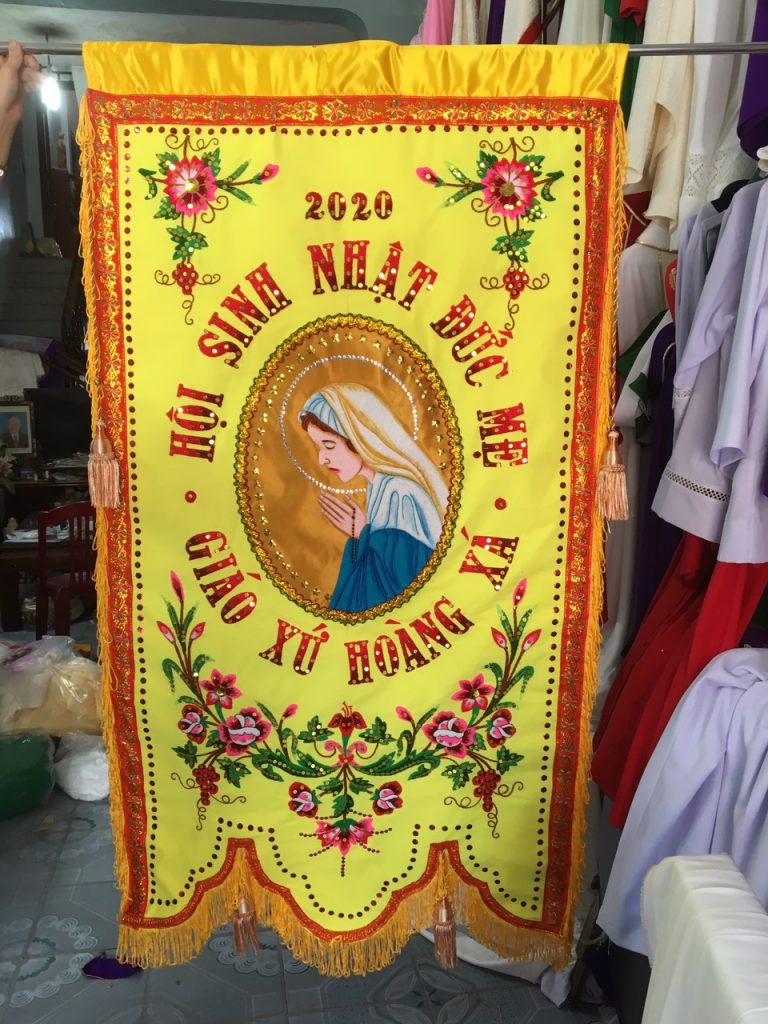 2020
HỘI SINH NHẬT ĐỨC MẸ
GIÁO XỨ HOÀNG XÁ